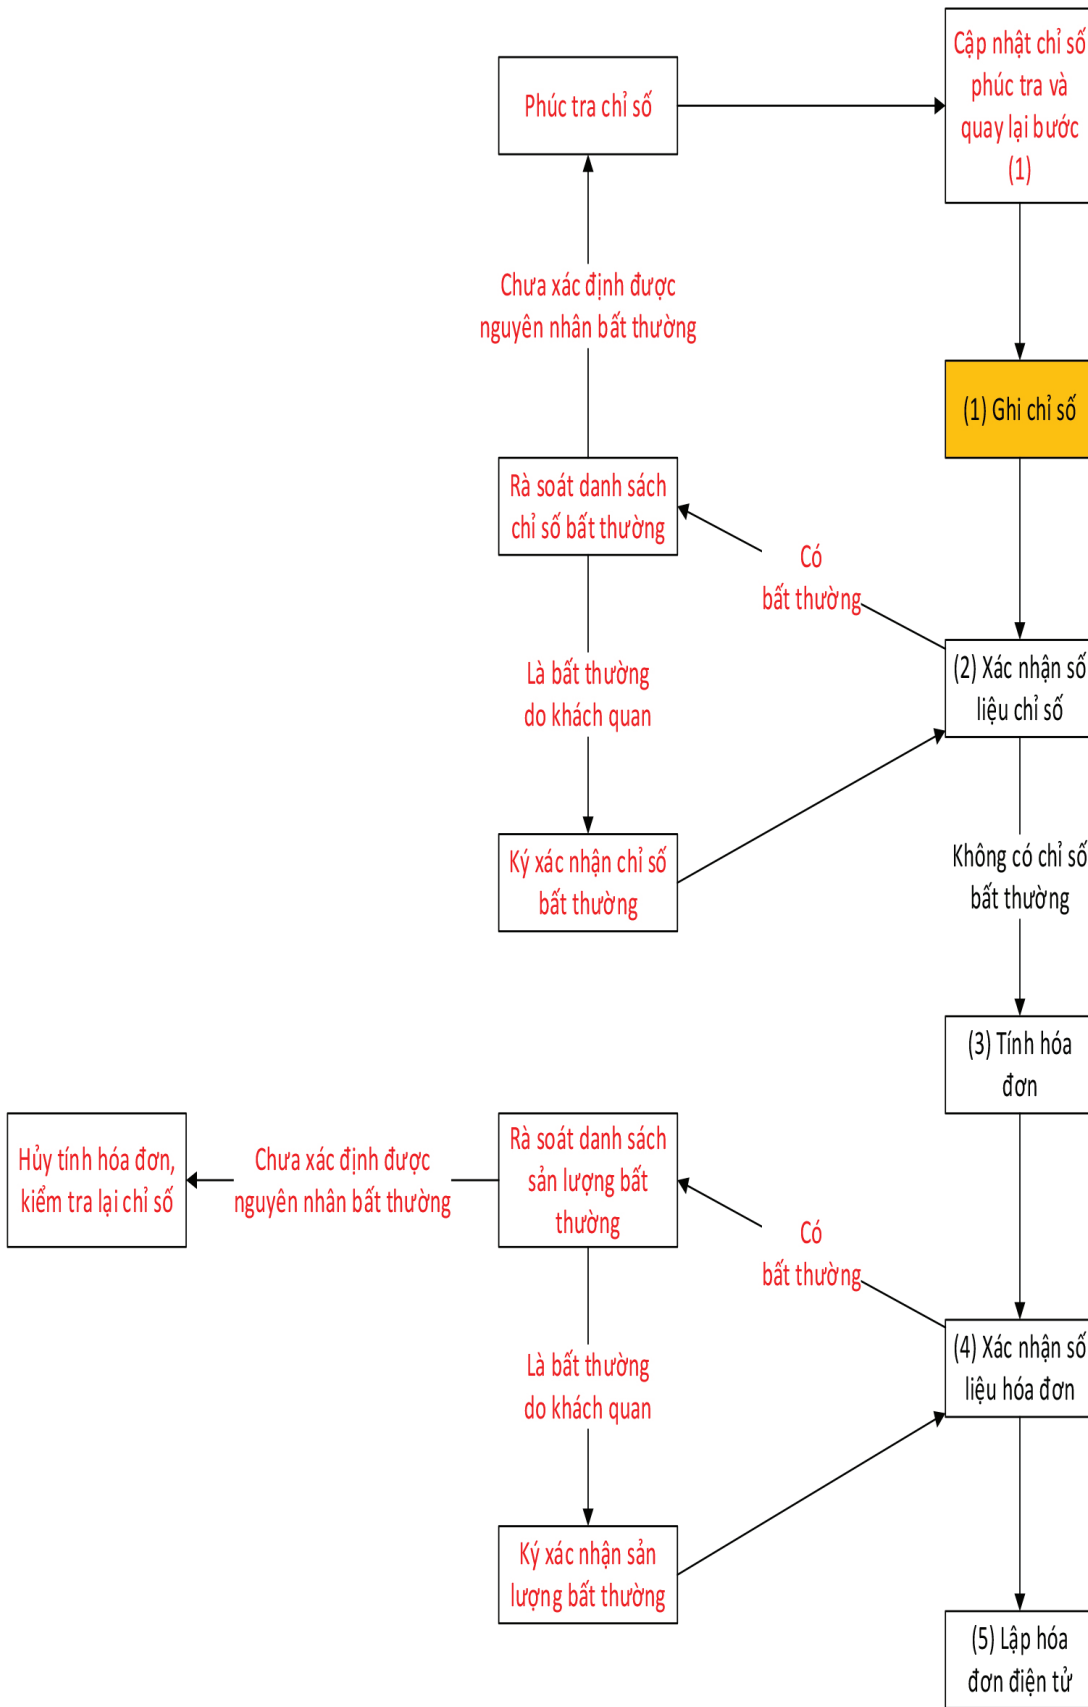 Phúc tra chỉ số
Cập nhật chỉ số
phúc tra và
quay lại bước
(1)
Chưa xác định được
nguyên nhân bất thường
(1) Ghi chỉ số
Rà soát danh sách
chỉ số bất thường
Có
bất thường
(2) Xác nhận số
liệu chỉ số
Là bất thường
do khách quan
Ký xác nhận chỉ số
bất thường
Không có chỉ số
bất thường
(3) Tính hóa
đơn
Hủy tính hóa đơn,
kiểm tra lại chỉ số
Chưa xác định được
nguyên nhân bất thường
Rà soát danh sách
sản lượng bất
thường
Có
bất thường
(4) Xác nhận số
liệu hóa đơn
Là bất thường
do khách quan
Ký xác nhận sản
lượng bất thường
(5) Lập hóa
đơn điện tử